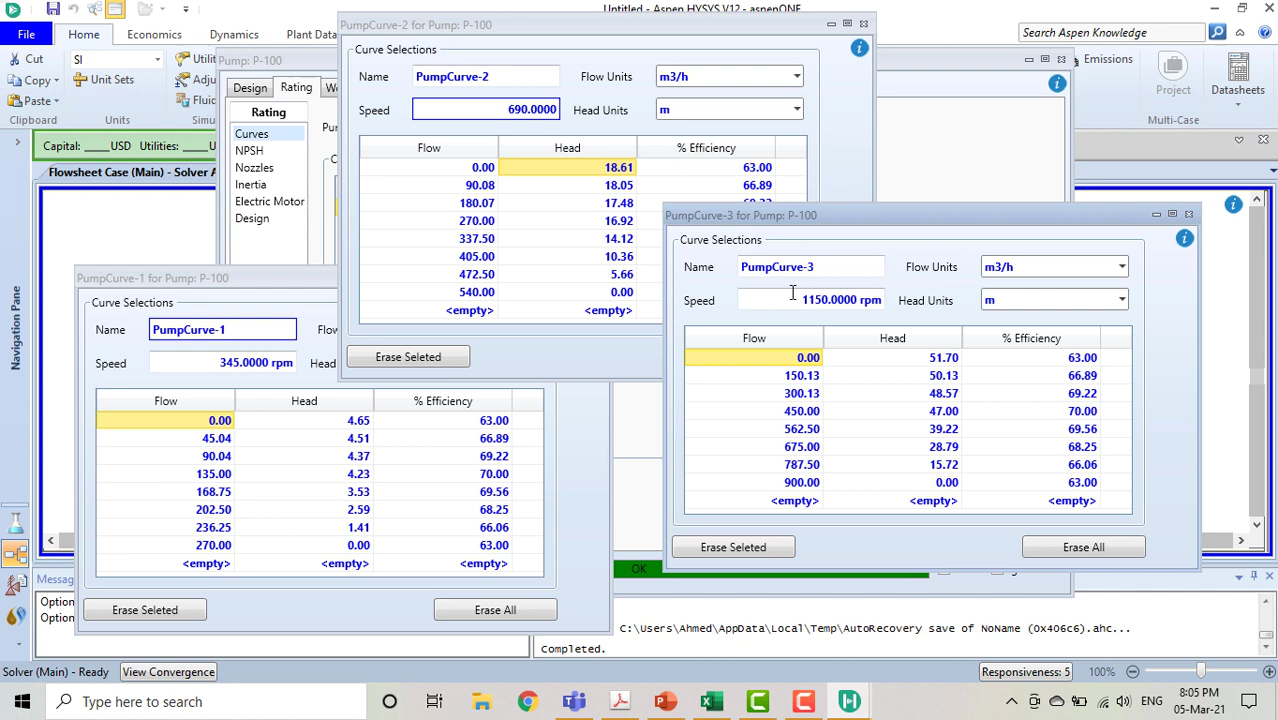 Untitled - Aspen HYSYS V12 - aspenONE
File
Home
Economics
Dynamics
Plant Data
Search Aspen Knowledge
Cut
SI
Copy
Unit Sets
Paste
Clipboard
Units
Emissions
Project
Datasheets
Multi-Case
Capital: ____USD Utilities:
Flowsheet Case (Main) - Solver A
Navigation Pane
Pump: P-100
Design
Rating
Rating
Curves
NPSH
Nozzles
Inertia
Electric Motor
Design
PumpCurve-2 for Pump: P-100
Curve Selections
Name PumpCurve-2 Flow Units m3/h
Speed 690.0000 Head Units m
Flow Head % Efficiency
0.00 18.61 63.00
90.08 18.05 66.89
180.07 17.48
270.00 16.92
337.50 14.12
405.00 10.36
472.50 5.66
540.00 0.00
<empty> <empty>
Erase Seleted
PumpCurve-3 for Pump: P-100
Curve Selections
Name PumpCurve-3 Flow Units m3/h
Speed 1150.0000 rpm Head Units m
Flow Head % Efficiency
0.00 51.70 63.00
150.13 50.13 66.89
300.13 48.57 69.22
450.00 47.00 70.00
562.50 39.22 69.56
675.00 28.79 68.25
787.50 15.72 66.06
900.00 0.00 63.00
<empty> <empty> <empty>
Erase Seleted Erase All
PumpCurve-1 for Pump: P-100
Curve Selections
Name PumpCurve-1
Speed 345.0000 rpm Head
Flow Head % Efficiency
0.00 4.65 63.00
45.04 4.51 66.89
90.04 4.37 69.22
135.00 4.23 70.00
168.75 3.53 69.56
202.50 2.59 68.25
236.25 1.41 66.06
270.00 0.00 63.00
<empty> <empty> <empty>
Erase Seleted Erase All
OK
C:\Users\Ahmed\AppData\Local\Temp\AutoRecovery save of NoName (0x406c6).ahc...
Completed.
Solver (Main) - Ready View Convergence Responsiveness: 5 100%
Type here to search
ENG
8:05 PM
05-Mar-21